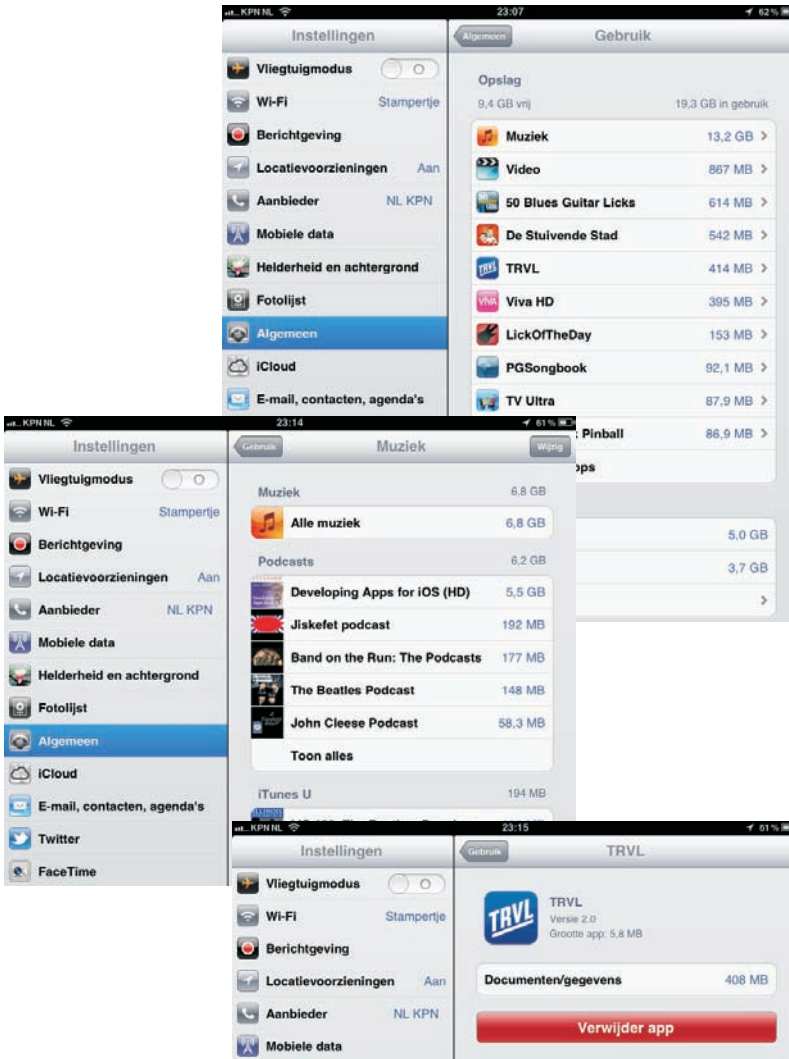 KPN NL 23:07 62%
Instellingen
Vliegtuigmodus
Wi-Fi Stampertje
Berichtgeving
Locatievoorzieningen Aan
Aanbieder NL KPN
Mobiele data
Helderheid en achtergrond
Fotolijst
Algemeen
iCloud
E-mail, contacten, agenda's
Algemeen Gebruik
Opslag
9,4 GB vrij 19,3 GB in gebruik
Muziek 13,2 GB
Video 867 MB
50 Blues Guitar Licks 614 MB
De Stuivende Stad 542 MB
TRVL 414 MB
Viva HD 395 MB
LickOfTheDay 153 MB
PGSongbook 92,1 MB
TV Ultra 87,9 MB
Pinball 86,9 MB
5,0 GB
3,7 GB
KPN NL 23:14 61%
Instellingen
Vliegtuigmodus
Wi-Fi Stampertje
Berichtgeving
Locatievoorzieningen Aan
Aanbieder NL KPN
Mobiele data
Helderheid en achtergrond
Fotolijst
Algemeen
iCloud
E-mail, contacten, agenda's
Twitter
FaceTime
Gebruik Muziek Wijzig
Muziek 6,8 GB
Alle muziek 6,8 GB
Podcasts 6,2 GB
Developing Apps for iOS (HD) 5,5 GB
Jiskefet podcast 192 MB
Band on the Run: The Podcasts 177 MB
The Beatles Podcast 148 MB
John Cleese Podcast 58,3 MB
Toon alles
iTunes U 194 MB
KPN NL 23:15 61%
Instellingen
Vliegtuigmodus
Wi-Fi Stampertje
Berichtgeving
Locatievoorzieningen Aan
Aanbieder NL KPN
Mobiele data
Gebruik TRVL
TRVL
TRVL
Versie 2.0
Grootte app: 5,8 MB
Documenten/gegevens 408 MB
Verwijder app